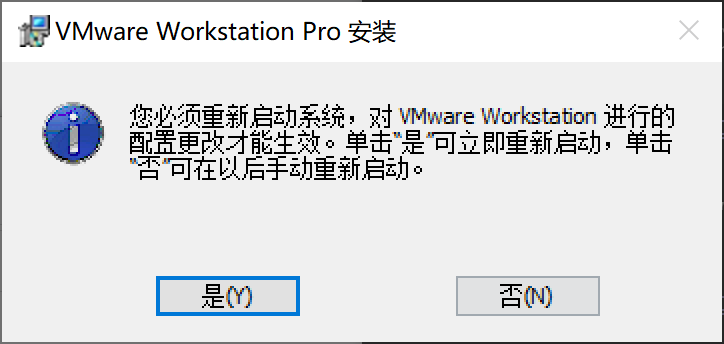 VMware Workstation Pro 安装
您必须重新启动系统，对 VMware Workstation 进行的
配置更改才能生效。单击“是”可立即重新启动，单击
“否”可在以后手动重新启动。
是(Y)
否(N)